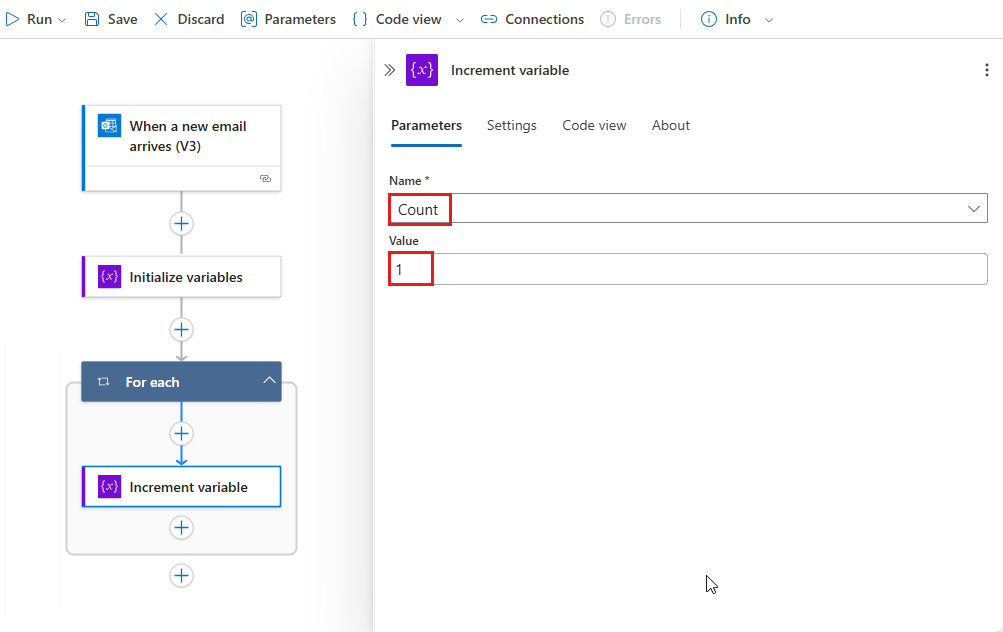 Run Save Discard [@] Parameters { } Code view Connections Errors Info
When a new email
arrives (V3)
{x} Initialize variables
For each
{x} Increment variable
{x} Increment variable
Parameters Settings Code view About
Name *
Count
Value
1